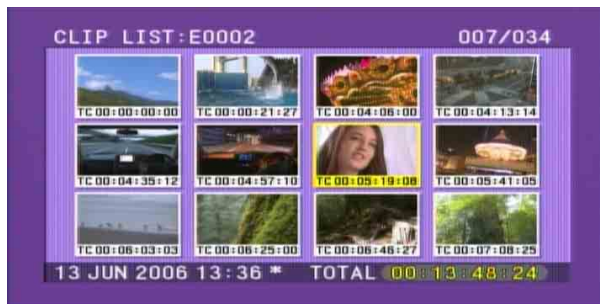 CLIP LIST:E0002 007/034
TC 00:00:00:00 TC 00:00:21:27 TC 00:04:06:00 TC 00:04:13:14
TC 00:04:35:12 TC 00:04:57:10 TC 00:05:19:08 TC 00:05:41:05
TC 00:06:03:03 TC 00:06:25:00 TC 00:06:46:27 TC 00:07:08:25
13 JUN 2006 13:36 * TOTAL 00:13:48:24